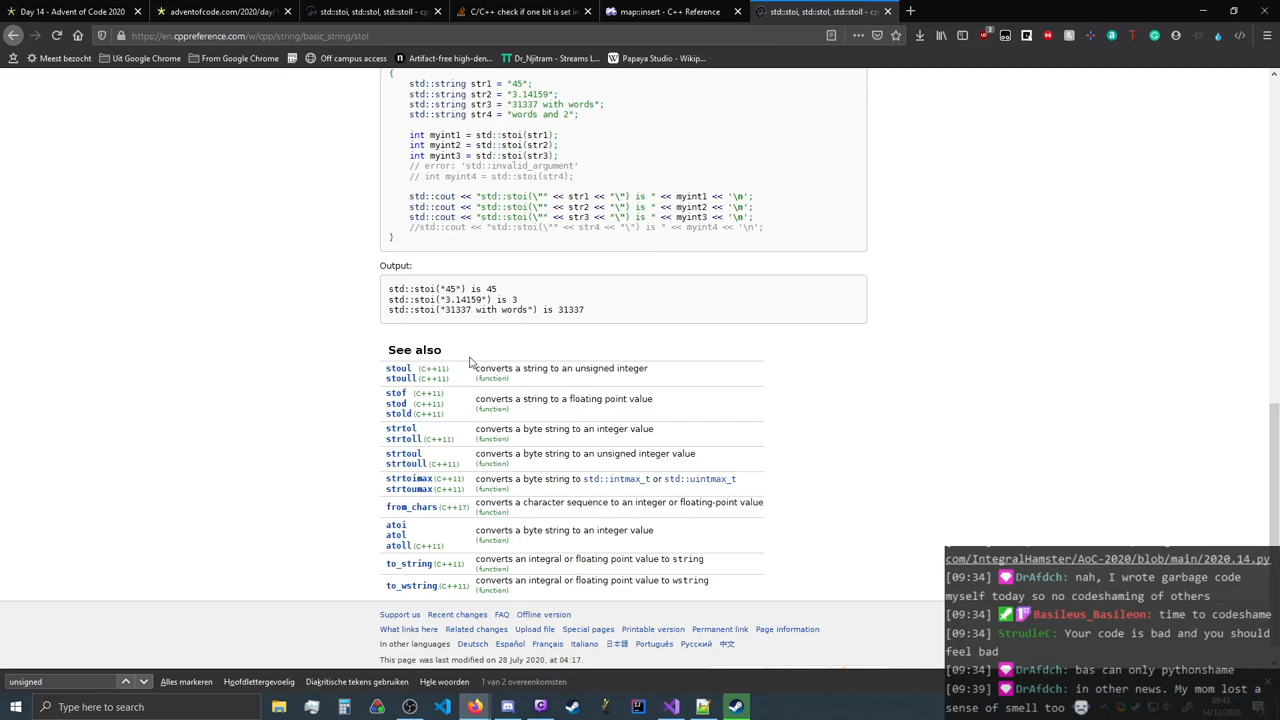 Day 14 - Advent of Code 2020
adventofcode.com/2020/day/
std::stoi, std::stol, std::stoll - cp
C/C++ check if one bit is set in
map::insert - C++ Reference
std::stoi, std::stol, std::stoll - cp
https://en.cppreference.com/w/cpp/string/basic_string/stol
Meest bezocht
Uit Google Chrome
From Google Chrome
Off campus access
Artifact-free high-den...
Dr_Njitram - Streams L...
Papaya Studio - Wikip...
{
std::string str1 = "45";
std::string str2 = "3.14159";
std::string str3 = "31337 with words";
std::string str4 = "words and 2";
int myint1 = std::stoi(str1);
int myint2 = std::stoi(str2);
int myint3 = std::stoi(str3);
// error: 'std::invalid_argument'
// int myint4 = std::stoi(str4);
std::cout << "std::stoi(\"" << str1 << "\") is " << myint1 << '\n';
std::cout << "std::stoi(\"" << str2 << "\") is " << myint2 << '\n';
std::cout << "std::stoi(\"" << str3 << "\") is " << myint3 << '\n';
//std::cout << "std::stoi(\"" << str4 << "\") is " << myint4 << '\n';
}
Output:
std::stoi("45") is 45
std::stoi("3.14159") is 3
std::stoi("31337 with words") is 31337
See also
stoul (C++11) converts a string to an unsigned integer
stoull(C++11) (function)
stof (C++11)
stod (C++11) converts a string to a floating point value
stold(C++11) (function)
strtol converts a byte string to an integer value
strtoll(C++11) (function)
strtoul converts a byte string to an unsigned integer value
strtoull(C++11) (function)
strtoimax(C++11) converts a byte string to std::intmax_t or std::uintmax_t
strtoumax(C++11) (function)
from_chars(C++17) converts a character sequence to an integer or floating-point value
(function)
atoi
atol converts a byte string to an integer value
atoll(C++11) (function)
to_string(C++11) converts an integral or floating point value to string
(function)
to_wstring(C++11) converts an integral or floating point value to wstring
(function)
Support us Recent changes FAQ Offline version
What links here Related changes Upload file Special pages Printable version Permanent link Page information
In other languages Deutsch Español Français Italiano 日本語 Português Русский 中文
This page was last modified on 28 July 2020, at 04:17.
com/IntegralHamster/AoC-2020/blob/main/2020.14.py
[09:34] DrAfdch: nah, I wrote garbage code
myself today so no codeshaming of others
[09:34] Basileus_Basileon: time to codeshame
[09:34] StrudleC: Your code is bad and you should
feel bad
[09:34] DrAfdch: bas can only pythonshame
[09:39] DrAfdch: in other news. My mom lost a
sense of smell too
unsigned
Alles markeren
Hoofdlettergevoelig
Diakritische tekens gebruiken
Hele woorden
1 van 2 overeenkomsten
Type here to search
09:43
14/12/2020